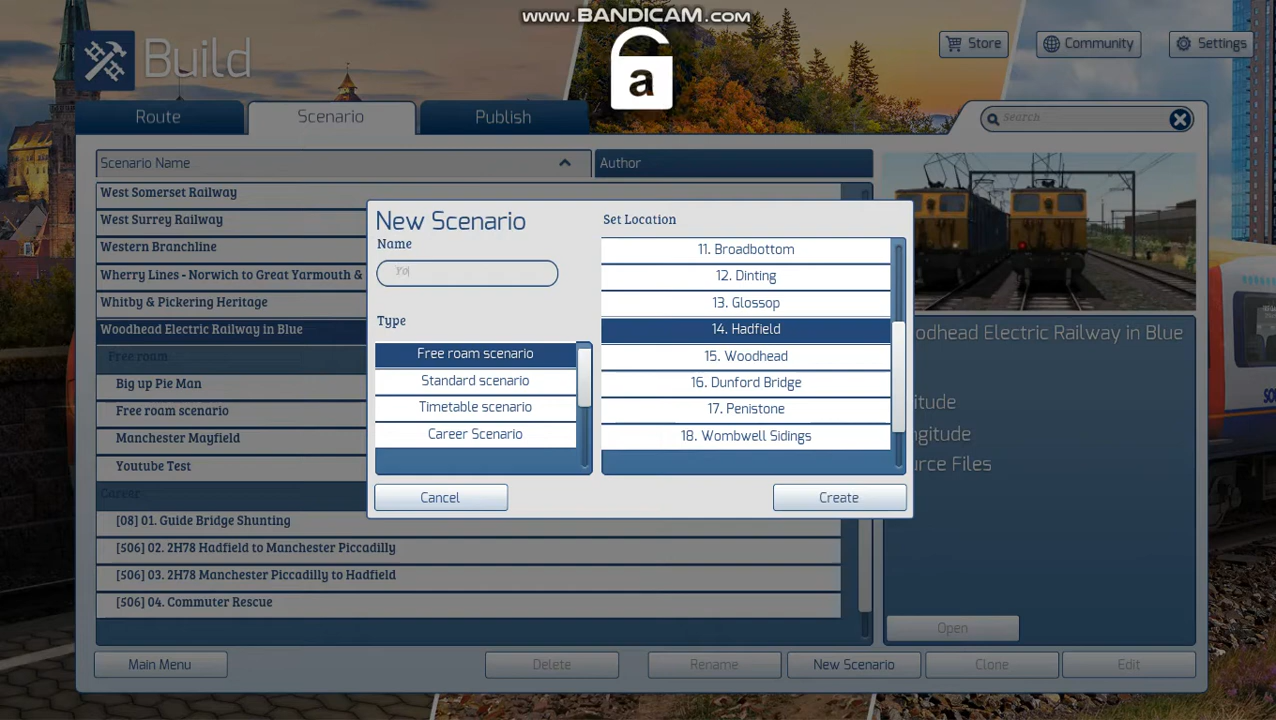 www.BANDICAM.com
a
Build
Store
Community
Settings
Route
Scenario
Publish
Search
Scenario Name
Author
West Somerset Railway
West Surrey Railway
Western Branchline
Wherry Lines - Norwich to Great Yarmouth &
Whitby & Pickering Heritage
Woodhead Electric Railway in Blue
Free roam
Big up Pie Man
Free roam scenario
Manchester Mayfield
Youtube Test
Career
[08] 01. Guide Bridge Shunting
[506] 02. 2H78 Hadfield to Manchester Piccadilly
[506] 03. 2H78 Manchester Piccadilly to Hadfield
[506] 04. Commuter Rescue
New Scenario
Name
Yo
Type
Free roam scenario
Standard scenario
Timetable scenario
Career Scenario
Set Location
11. Broadbottom
12. Dinting
13. Glossop
14. Hadfield
15. Woodhead
16. Dunford Bridge
17. Penistone
18. Wombwell Sidings
Cancel
Create
odhead Electric Railway in Blue
itude
ngitude
urce Files
Open
Main Menu
Delete
Rename
New Scenario
Clone
Edit